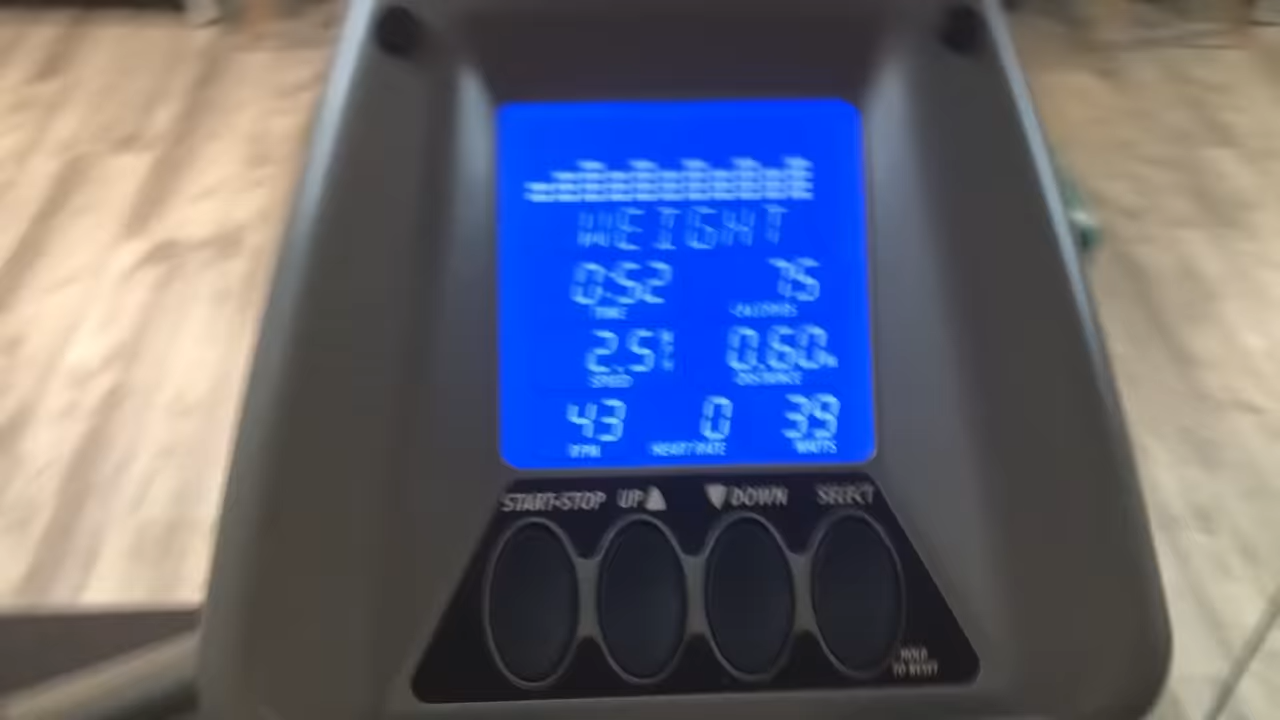 WEIGHT
0:52 75
TIME CALORIES
2.5 0.60
SPEED DISTANCE
43 0 39
RPM HEART RATE WATTS
START-STOP UP▲ ▼DOWN SELECT
HOLD
TO RESET